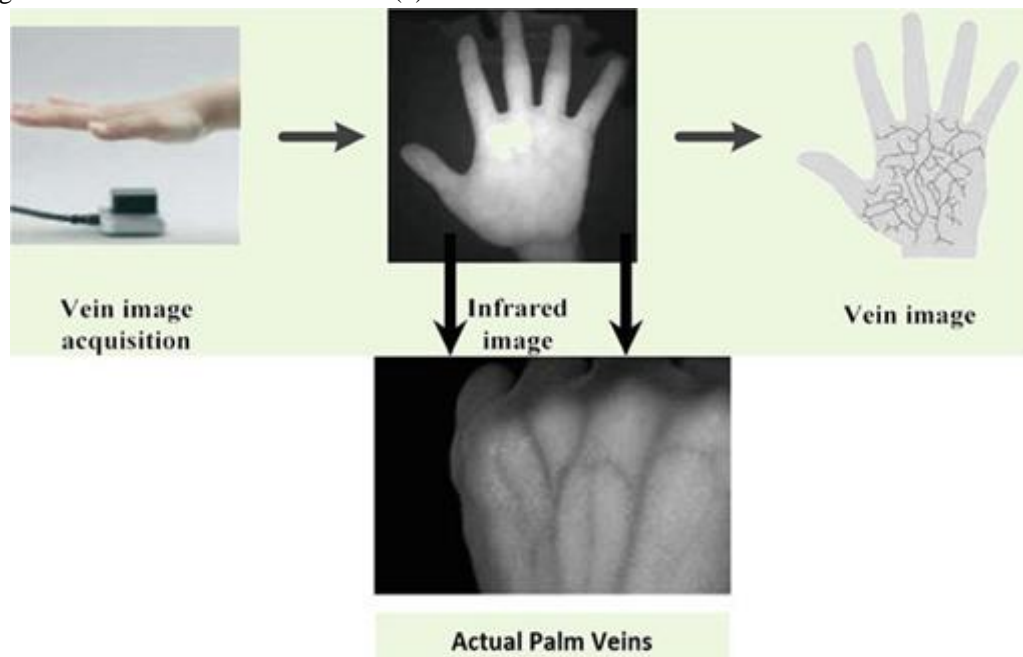 Vein image
acquisition
Infrared
image
Vein image
Actual Palm Veins